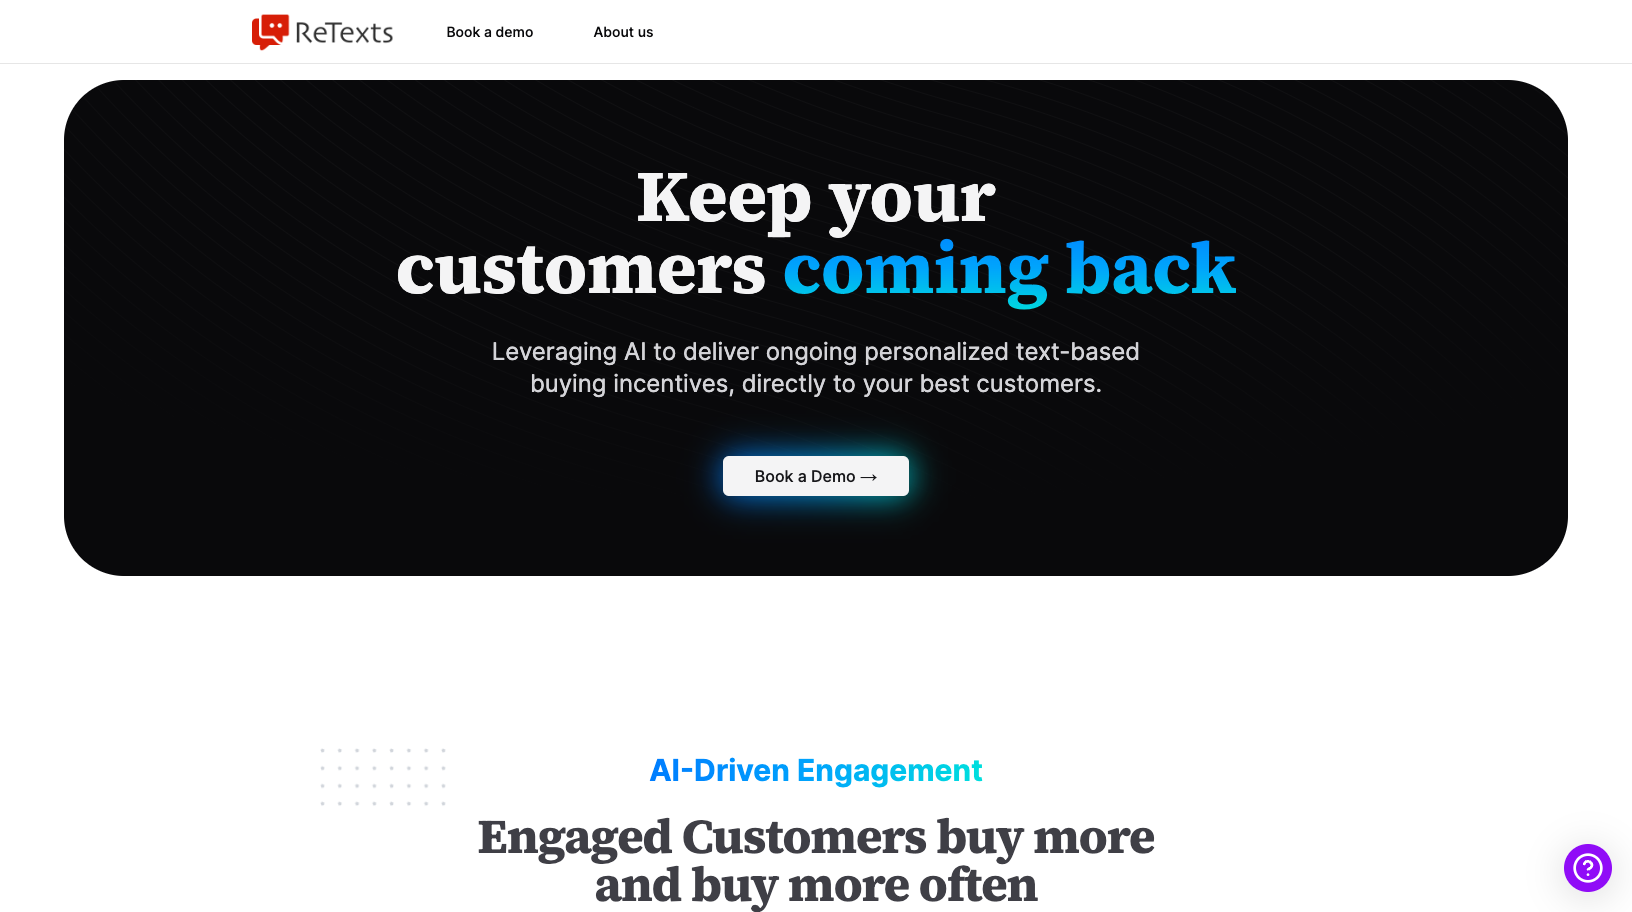 ReTexts
Book a demo
About us
Keep your
customers coming back
Leveraging AI to deliver ongoing personalized text-based
buying incentives, directly to your best customers.
Book a Demo →
AI-Driven Engagement
Engaged Customers buy more
and buy more often